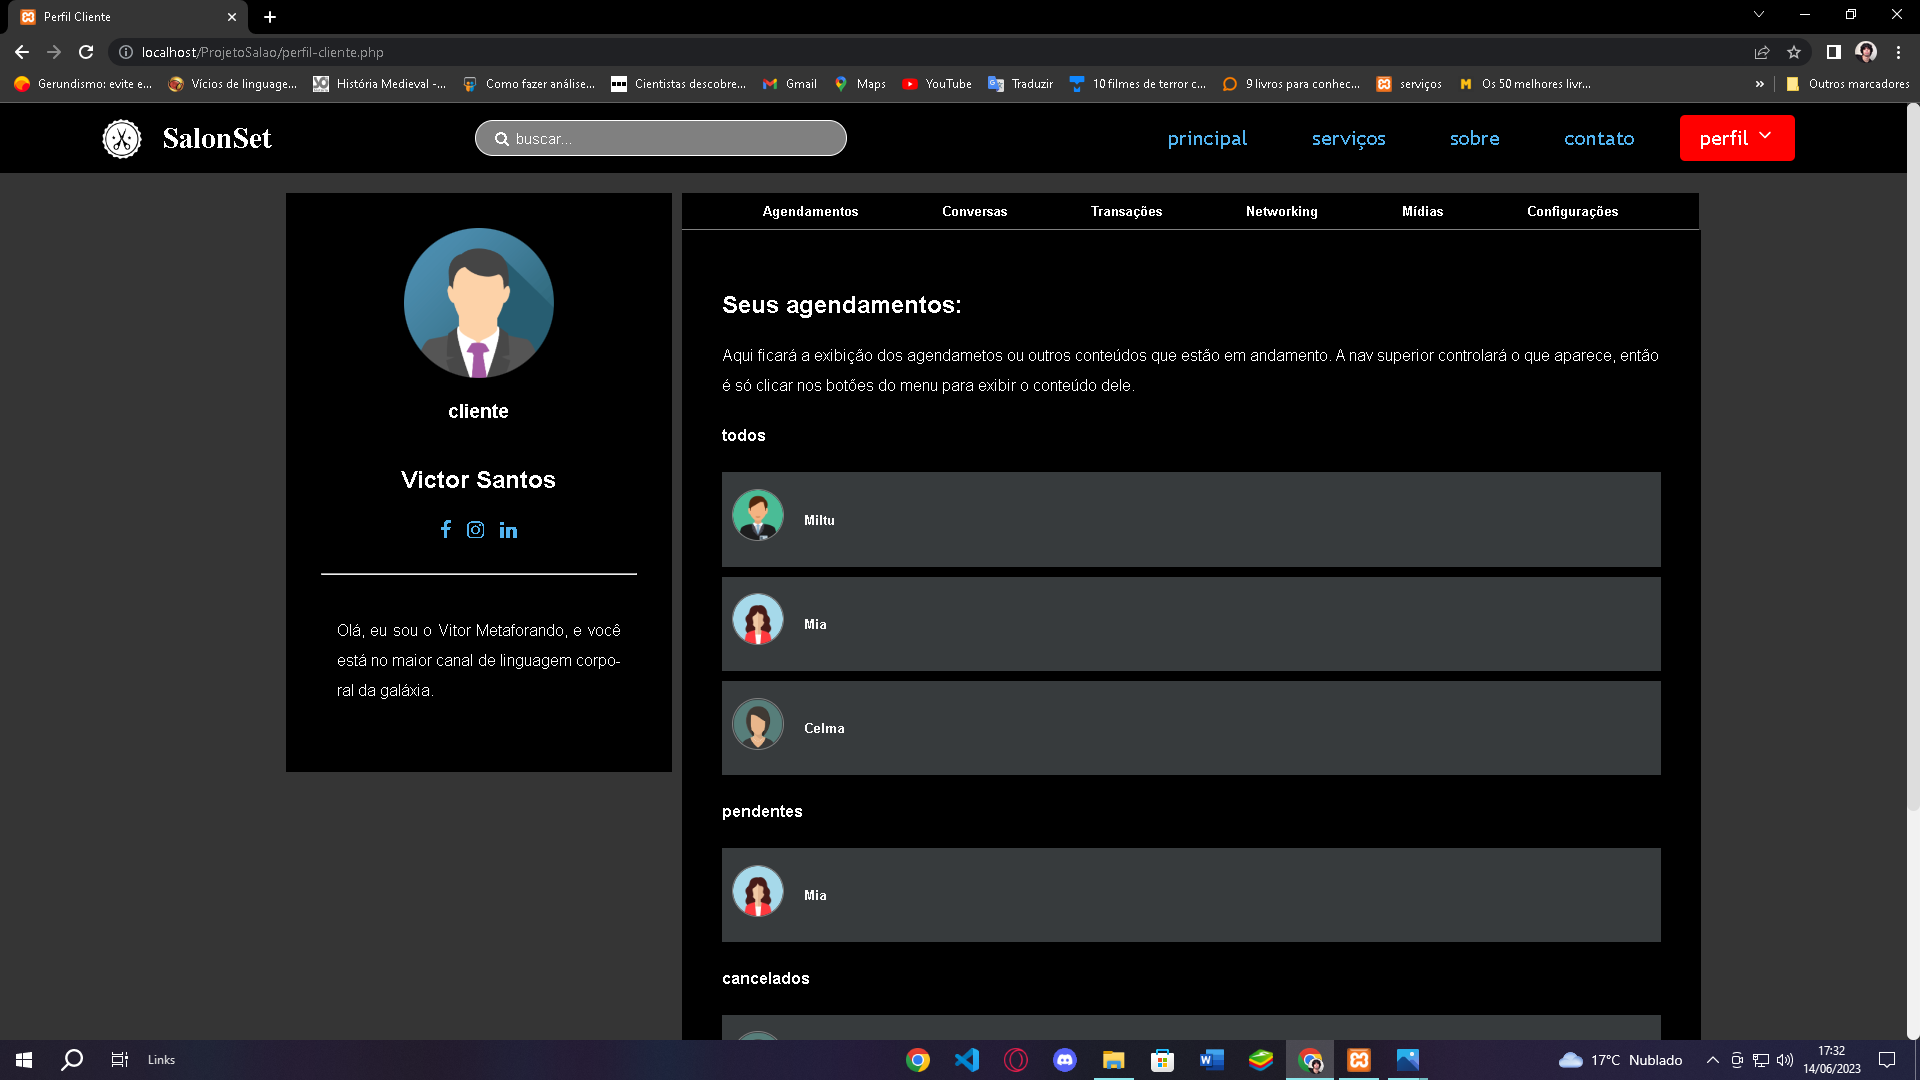 Perfil Cliente
localhost/ProjetoSalao/perfil-cliente.php
Gerundismo: evite e...
Vícios de linguage...
História Medieval -...
Como fazer análise...
Cientistas descobre...
Gmail
Maps
YouTube
Traduzir
10 filmes de terror c...
9 livros para conhec...
serviços
Os 50 melhores livr...
»
Outros marcadores
SalonSet
buscar...
principal
serviços
sobre
contato
perfil
Agendamentos
Conversas
Transações
Networking
Mídias
Configurações
cliente
Victor Santos
Olá, eu sou o Vitor Metaforando, e você
está no maior canal de linguagem corpo-
ral da galáxia.
Seus agendamentos:
Aqui ficará a exibição dos agendametos ou outros conteúdos que estão em andamento. A nav superior controlará o que aparece, então
é só clicar nos botões do menu para exibir o conteúdo dele.
todos
Miltu
Mia
Celma
pendentes
Mia
cancelados
Links
17°C Nublado
17:32
14/06/2023